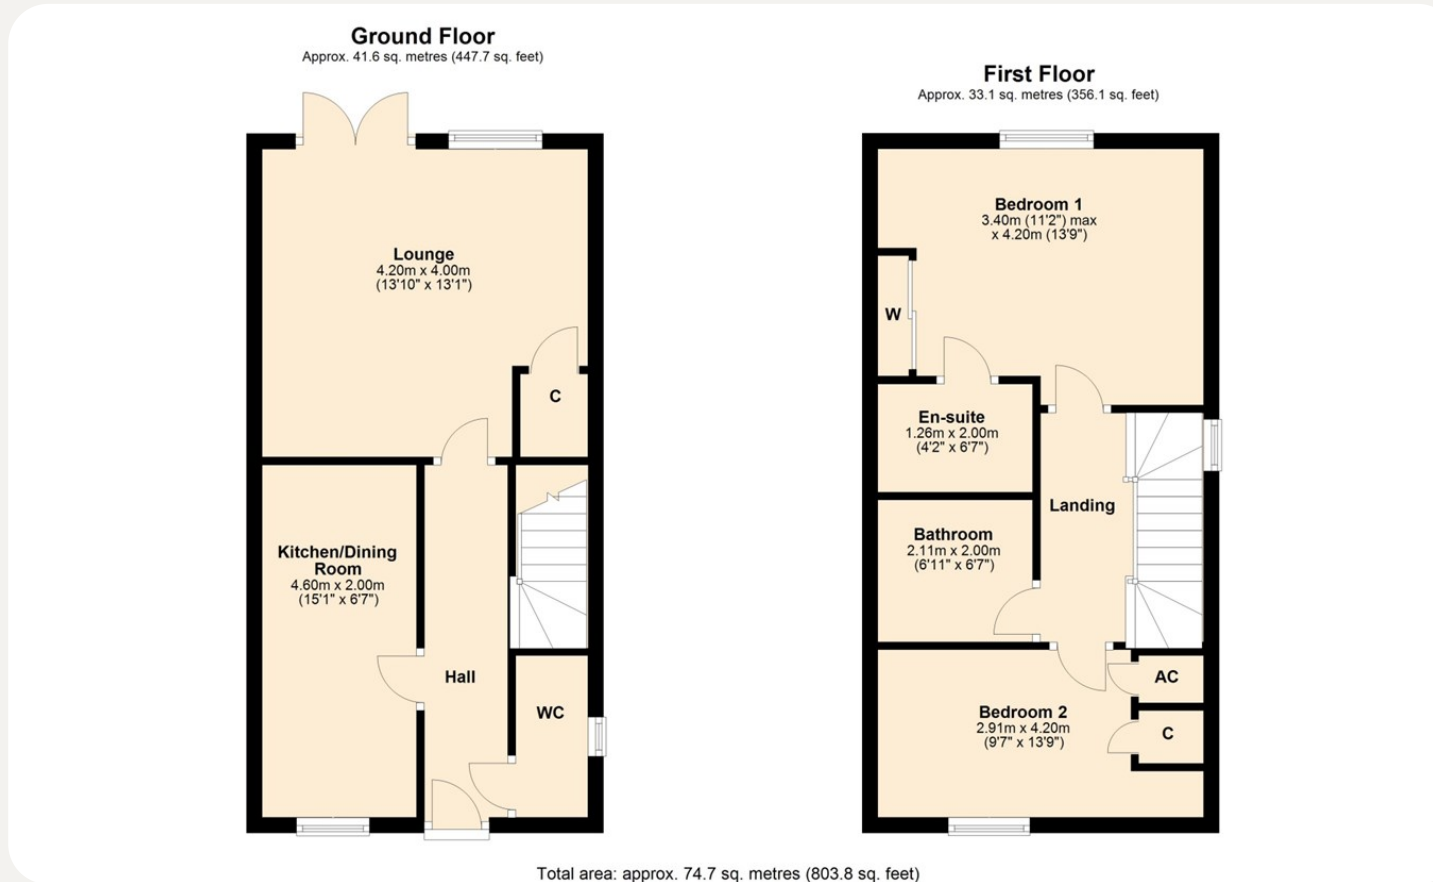 Ground Floor
Approx. 41.6 sq. metres (447.7 sq. feet)
Lounge
4.20m x 4.00m
(13'10" x 13'1")
C
Kitchen/Dining
Room
4.60m x 2.00m
(15'1" x 6'7")
Hall
WC
First Floor
Approx. 33.1 sq. metres (356.1 sq. feet)
Bedroom 1
3.40m (11'2") max
x 4.20m (13'9")
W
En-suite
1.26m x 2.00m
(4'2" x 6'7")
Landing
Bathroom
2.11m x 2.00m
(6'11" x 6'7")
AC
Bedroom 2
2.91m x 4.20m
(9'7" x 13'9")
C
Total area: approx. 74.7 sq. metres (803.8 sq. feet)